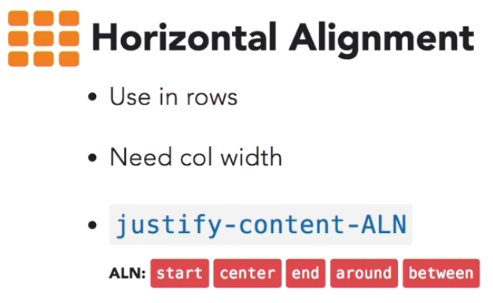 Horizontal Alignment
• Use in rows
• Need col width
• justify-content-ALN
ALN: start center end around between